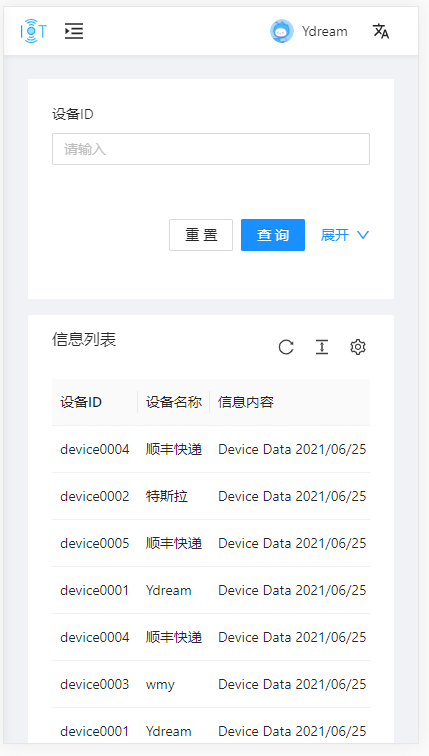 IOT
Ydream
设备ID
请输入
重 置 查 询 展开
信息列表
设备ID 设备名称 信息内容
device0004 顺丰快递 Device Data 2021/06/25
device0002 特斯拉 Device Data 2021/06/25
device0005 顺丰快递 Device Data 2021/06/25
device0001 Ydream Device Data 2021/06/25
device0004 顺丰快递 Device Data 2021/06/25
device0003 wmy Device Data 2021/06/25
device0001 Ydream Device Data 2021/06/25